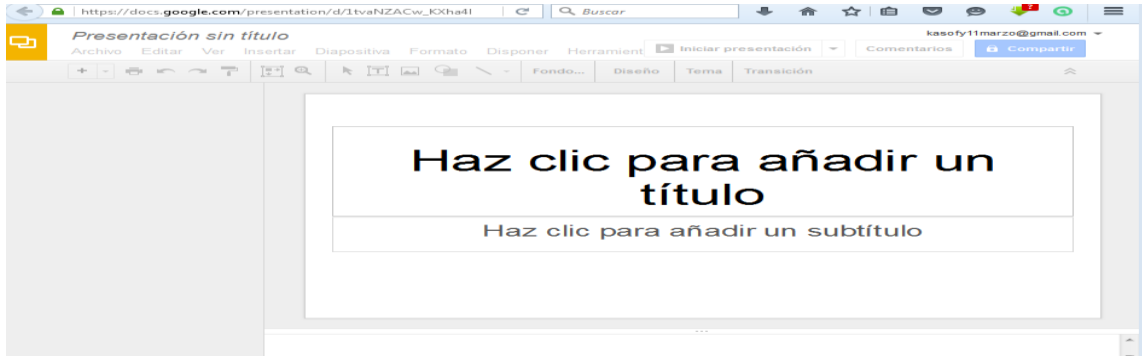 https://docs.google.com/presentation/d/1tvaNZACw_KXha4l
Buscar
2
Presentación sin título
kasofy11marzo@gmail.com
Archivo Editar Ver Insertar Diapositiva Formato Disponer Herramient
Iniciar presentación
Comentarios
Compartir
Fondo... Diseño Tema Transición
Haz clic para añadir un
título
Haz clic para añadir un subtítulo